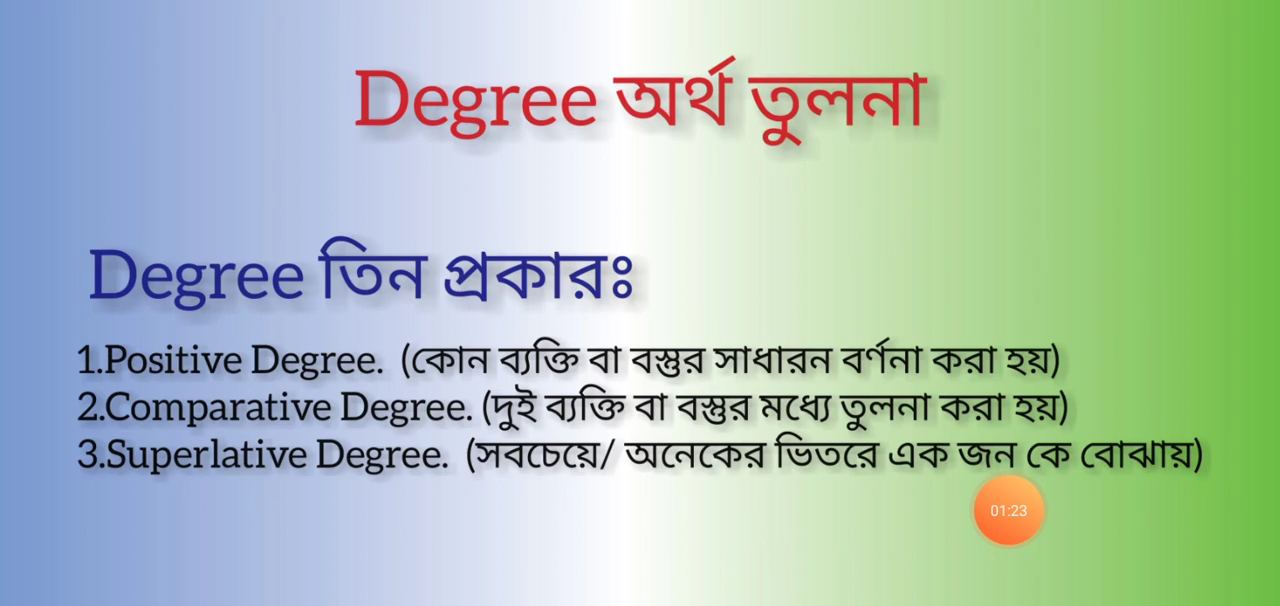 Degree অর্থ তুলনা
Degree তিন প্রকারঃ
1.Positive Degree. (কোন ব্যক্তি বা বস্তুর সাধারন বর্ণনা করা হয়)
2.Comparative Degree. (দুই ব্যক্তি বা বস্তুর মধ্যে তুলনা করা হয়)
3.Superlative Degree. (সবচেয়ে/ অনেকের ভিতরে এক জন কে বোঝায়)
01:23